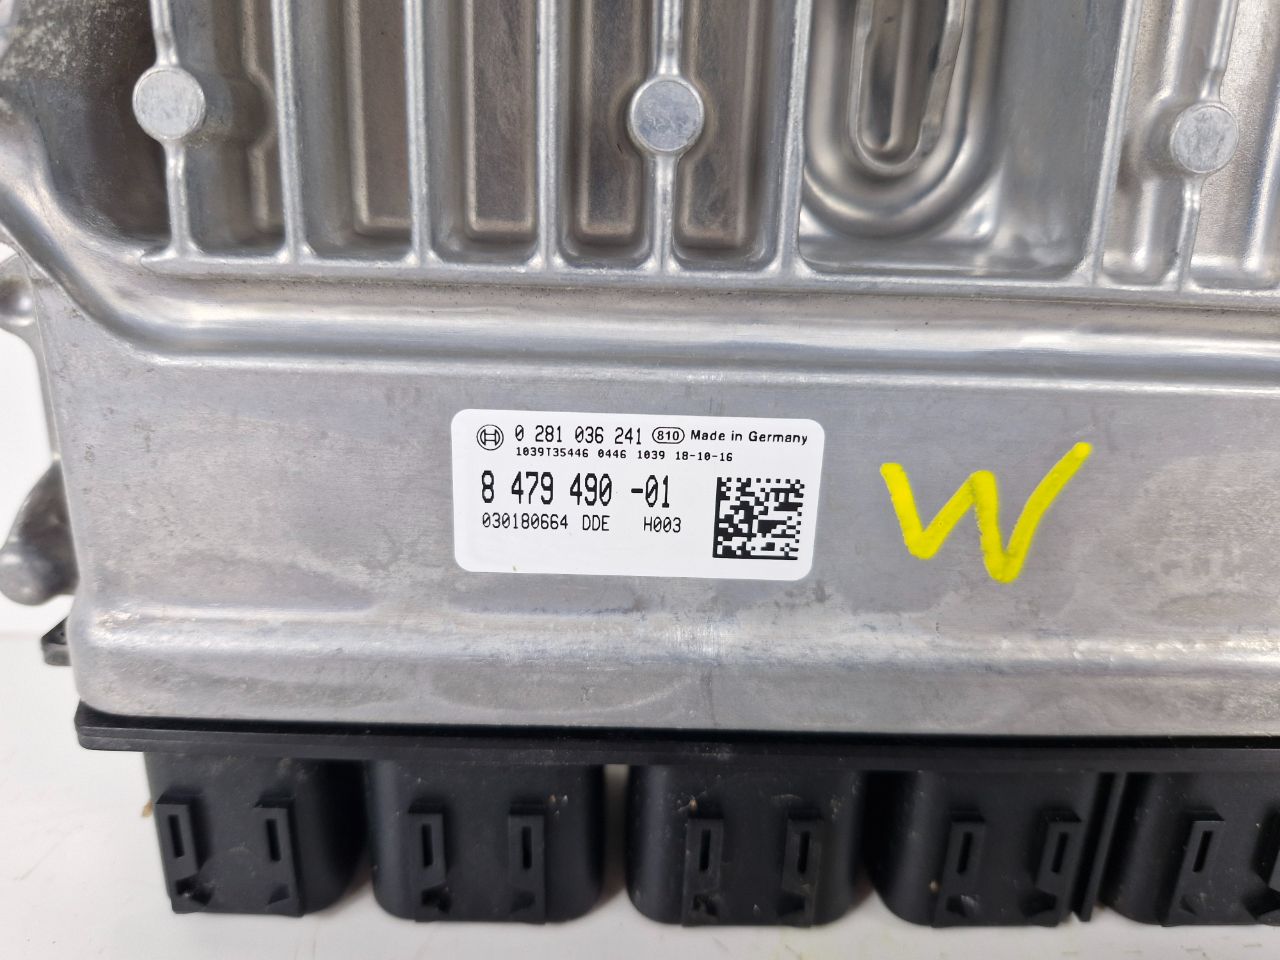 0 281 036 241 810 Made in Germany
1039T35446 0446 1039 18-10-16
8 479 490 -01
030180664 DDE H003
W